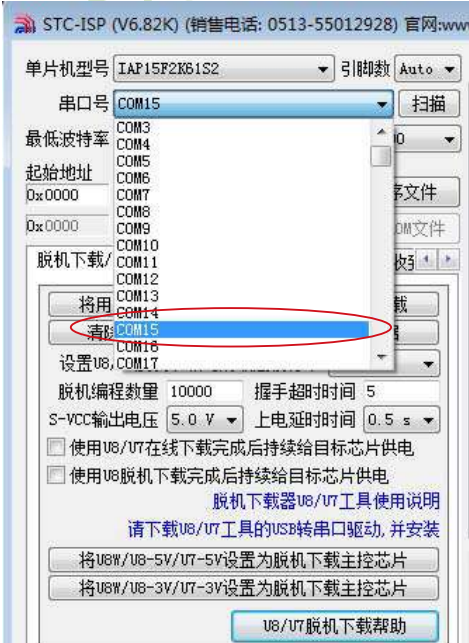 STC-ISP (V6.82K) (销售电话: 0513-55012928) 官网:www
单片机型号 IAP15F2K61S2 引脚数 Auto
串口号 COM15 扫描
最低波特率
COM3
COM4
起始地址
COM5
COM6
0x0000 COM7 序文件
COM8
0x0000 COM9 OM文件
COM10
脱机下载/ COM11
COM12
将用 COM13 载
COM14
清除 COM15
COM16
设置U8, COM17
脱机编程数量 10000 握手超时时间 5
S-VCC输出电压 5.0 V 上电延时时间 0.5 s
使用U8/U7在线下载完成后持续给目标芯片供电
使用U8脱机下载完成后持续给目标芯片供电
脱机下载器U8/U7工具使用说明
请下载U8/U7工具的USB转串口驱动,并安装
将U8W/U8-5V/U7-5V设置为脱机下载主控芯片
将U8W/U8-3V/U7-3V设置为脱机下载主控芯片
U8/U7脱机下载帮助